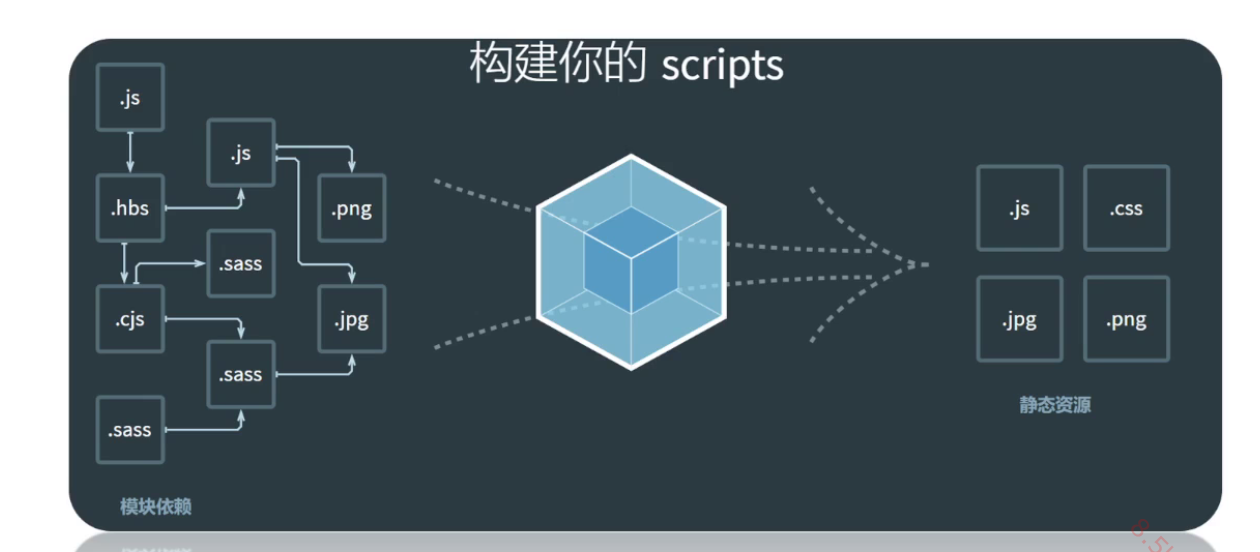 构建你的 scripts
.js
.js
.hbs
.png
.sass
.cjs
.jpg
.sass
.sass
模块依赖
.js
.css
.jpg
.png
静态资源